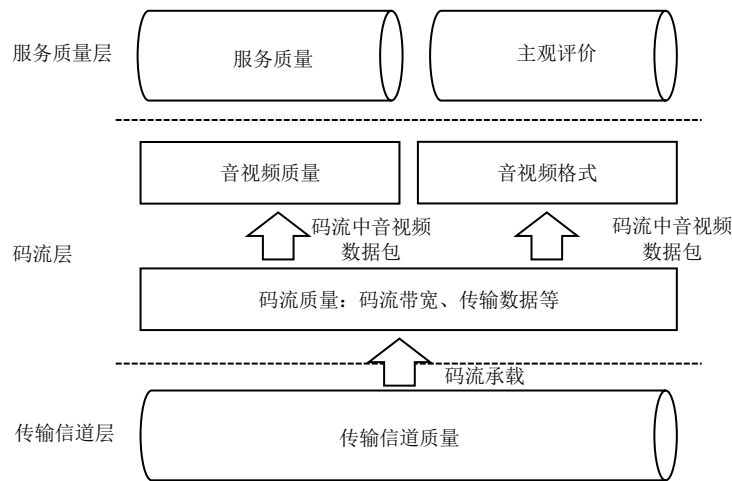 服务质量层
服务质量
主观评价
音视频质量
音视频格式
码流中音视频
数据包
码流中音视频
数据包
码流层
码流质量：码流带宽、传输数据等
码流承载
传输信道层
传输信道质量